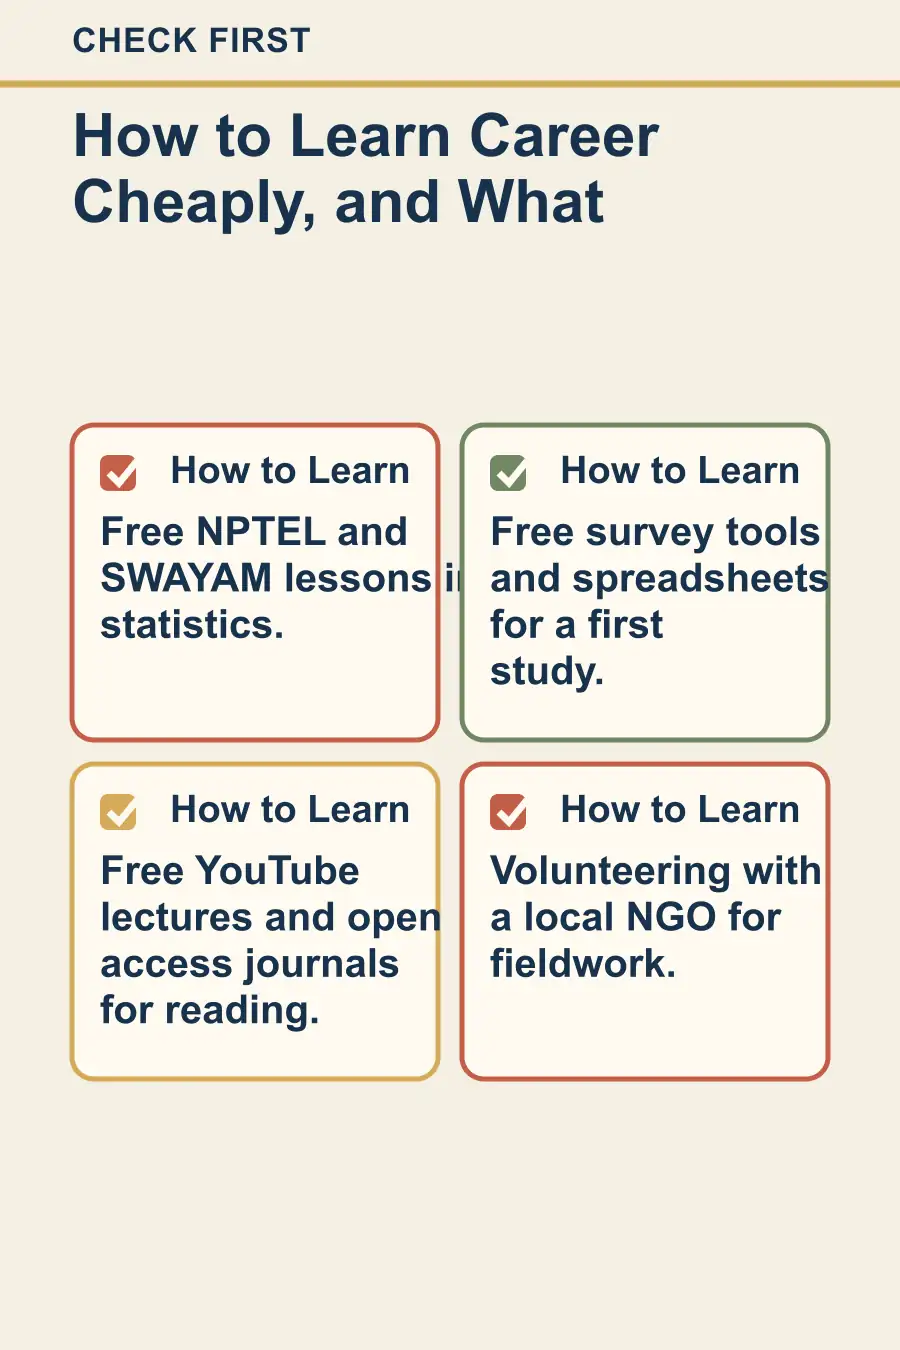 CHECK FIRST
How to Learn Career
Cheaply, and What
How to Learn
Free NPTEL and
SWAYAM lessons
statistics.
How to Learn
Free survey tools
and spreadsheets
for a first
study.
How to Learn
Free YouTube
lectures and open
access journals
for reading.
How to Learn
Volunteering with
a local NGO for
fieldwork.